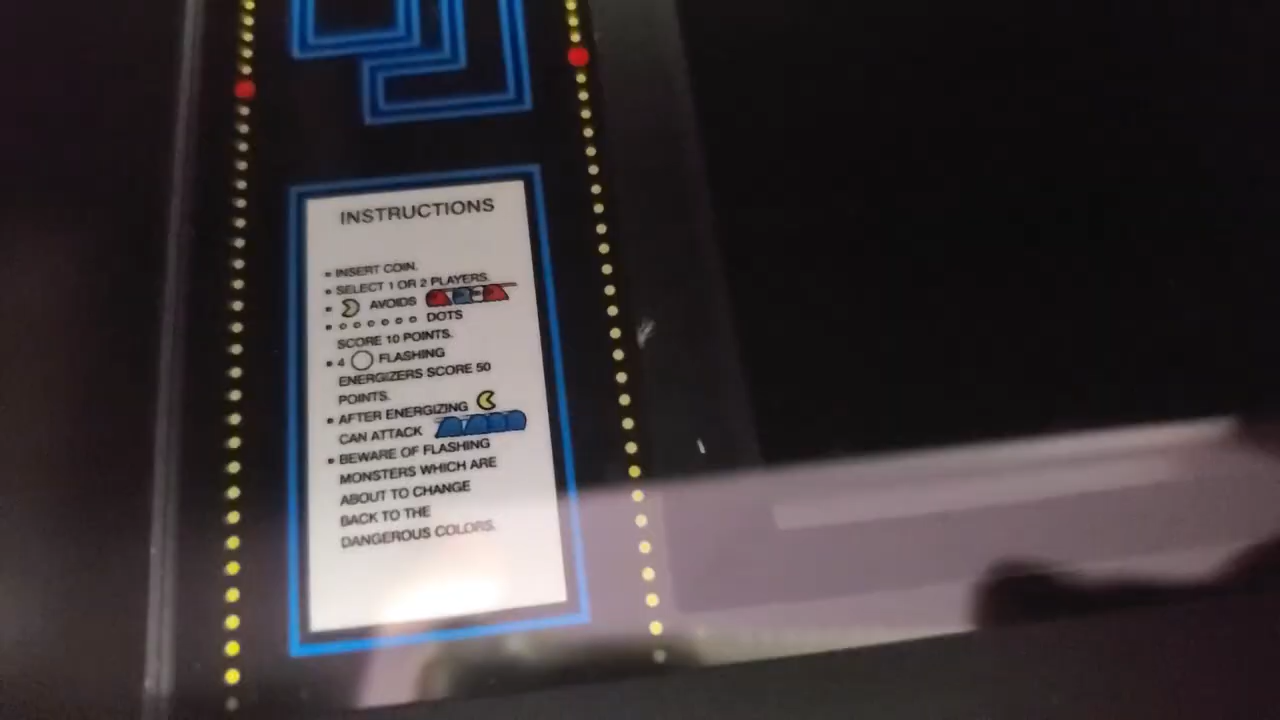 INSTRUCTIONS
• INSERT COIN.
• SELECT 1 OR 2 PLAYERS.
• AVOIDS
• DOTS
SCORE 10 POINTS.
• 4 FLASHING
ENERGIZERS SCORE 50
POINTS.
• AFTER ENERGIZING
CAN ATTACK
• BEWARE OF FLASHING
MONSTERS WHICH ARE
ABOUT TO CHANGE
BACK TO THE
DANGEROUS COLORS.